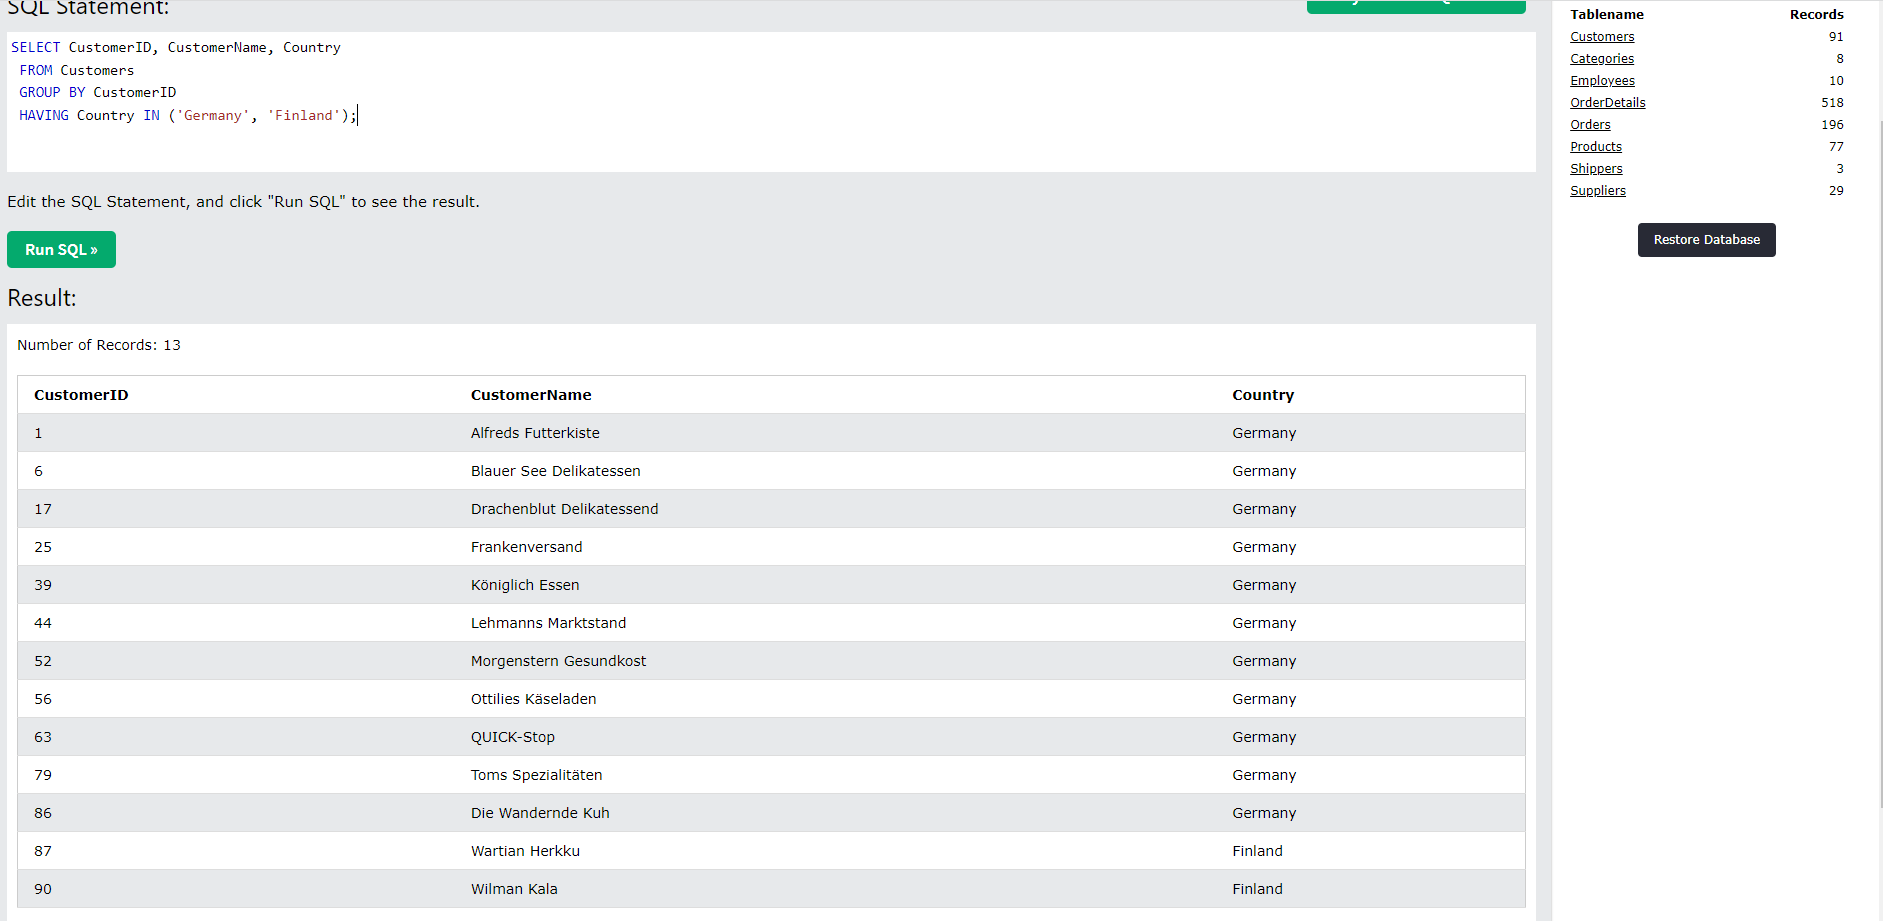 SQL Statement:
SELECT CustomerID, CustomerName, Country
FROM Customers
GROUP BY CustomerID
HAVING Country IN ('Germany', 'Finland');
Edit the SQL Statement, and click "Run SQL" to see the result.
Run SQL »
Result:
Number of Records: 13
CustomerID CustomerName Country
1 Alfreds Futterkiste Germany
6 Blauer See Delikatessen Germany
17 Drachenblut Delikatessend Germany
25 Frankenversand Germany
39 Königlich Essen Germany
44 Lehmanns Marktstand Germany
52 Morgenstern Gesundkost Germany
56 Ottilies Käseladen Germany
63 QUICK-Stop Germany
79 Toms Spezialitäten Germany
86 Die Wandernde Kuh Germany
87 Wartian Herkku Finland
90 Wilman Kala Finland
Tablename Records
Customers 91
Categories 8
Employees 10
OrderDetails 518
Orders 196
Products 77
Shippers 3
Suppliers 29
Restore Database